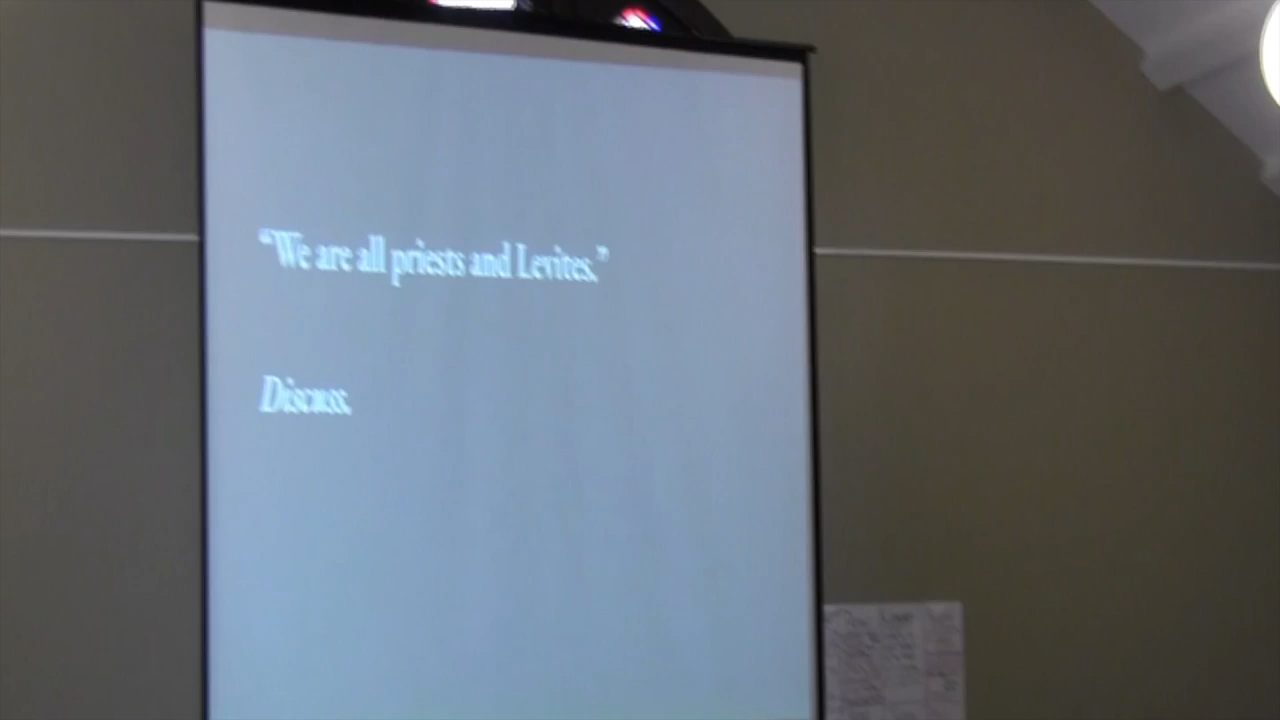 “We are all priests and Levites.”
Discuss.